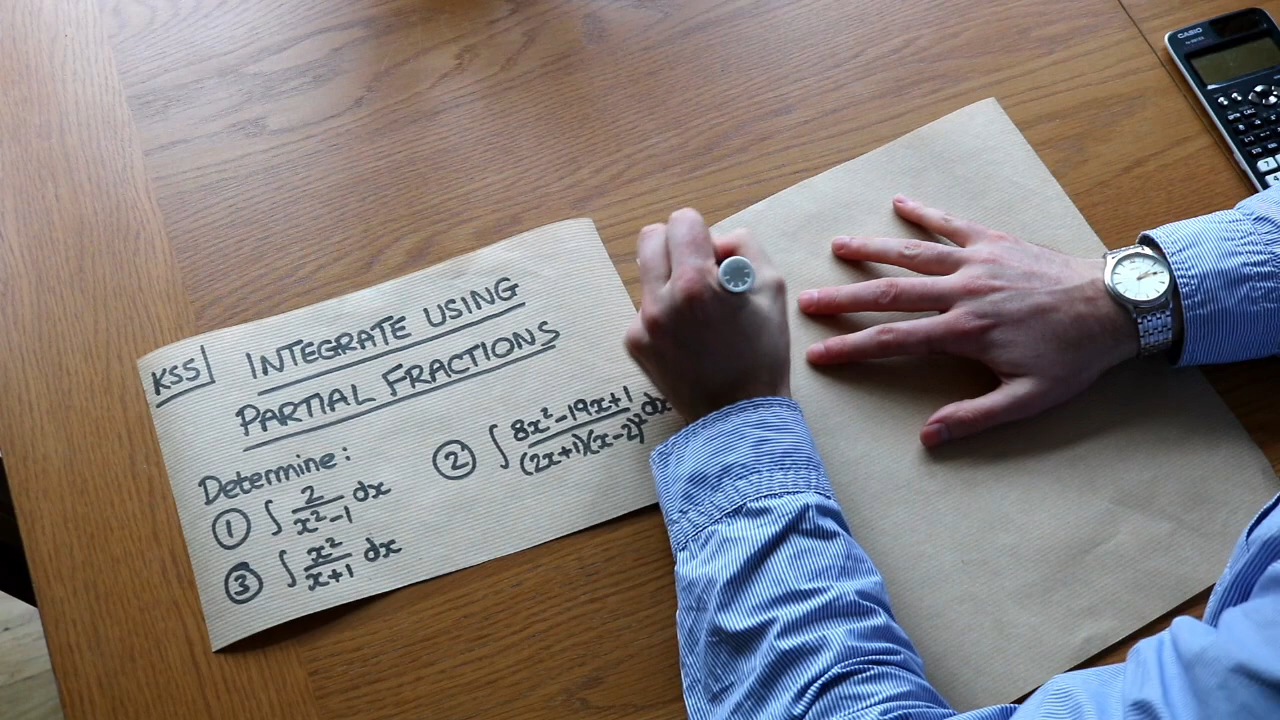 KS5
INTEGRATE USING
PARTIAL FRACTIONS
Determine:
① ∫ 2/(x²-1) dx
② ∫ (8x²-19x+1)/((2x+1)(x-2)²) dx
③ ∫ x²/(x+1) dx
CASIO